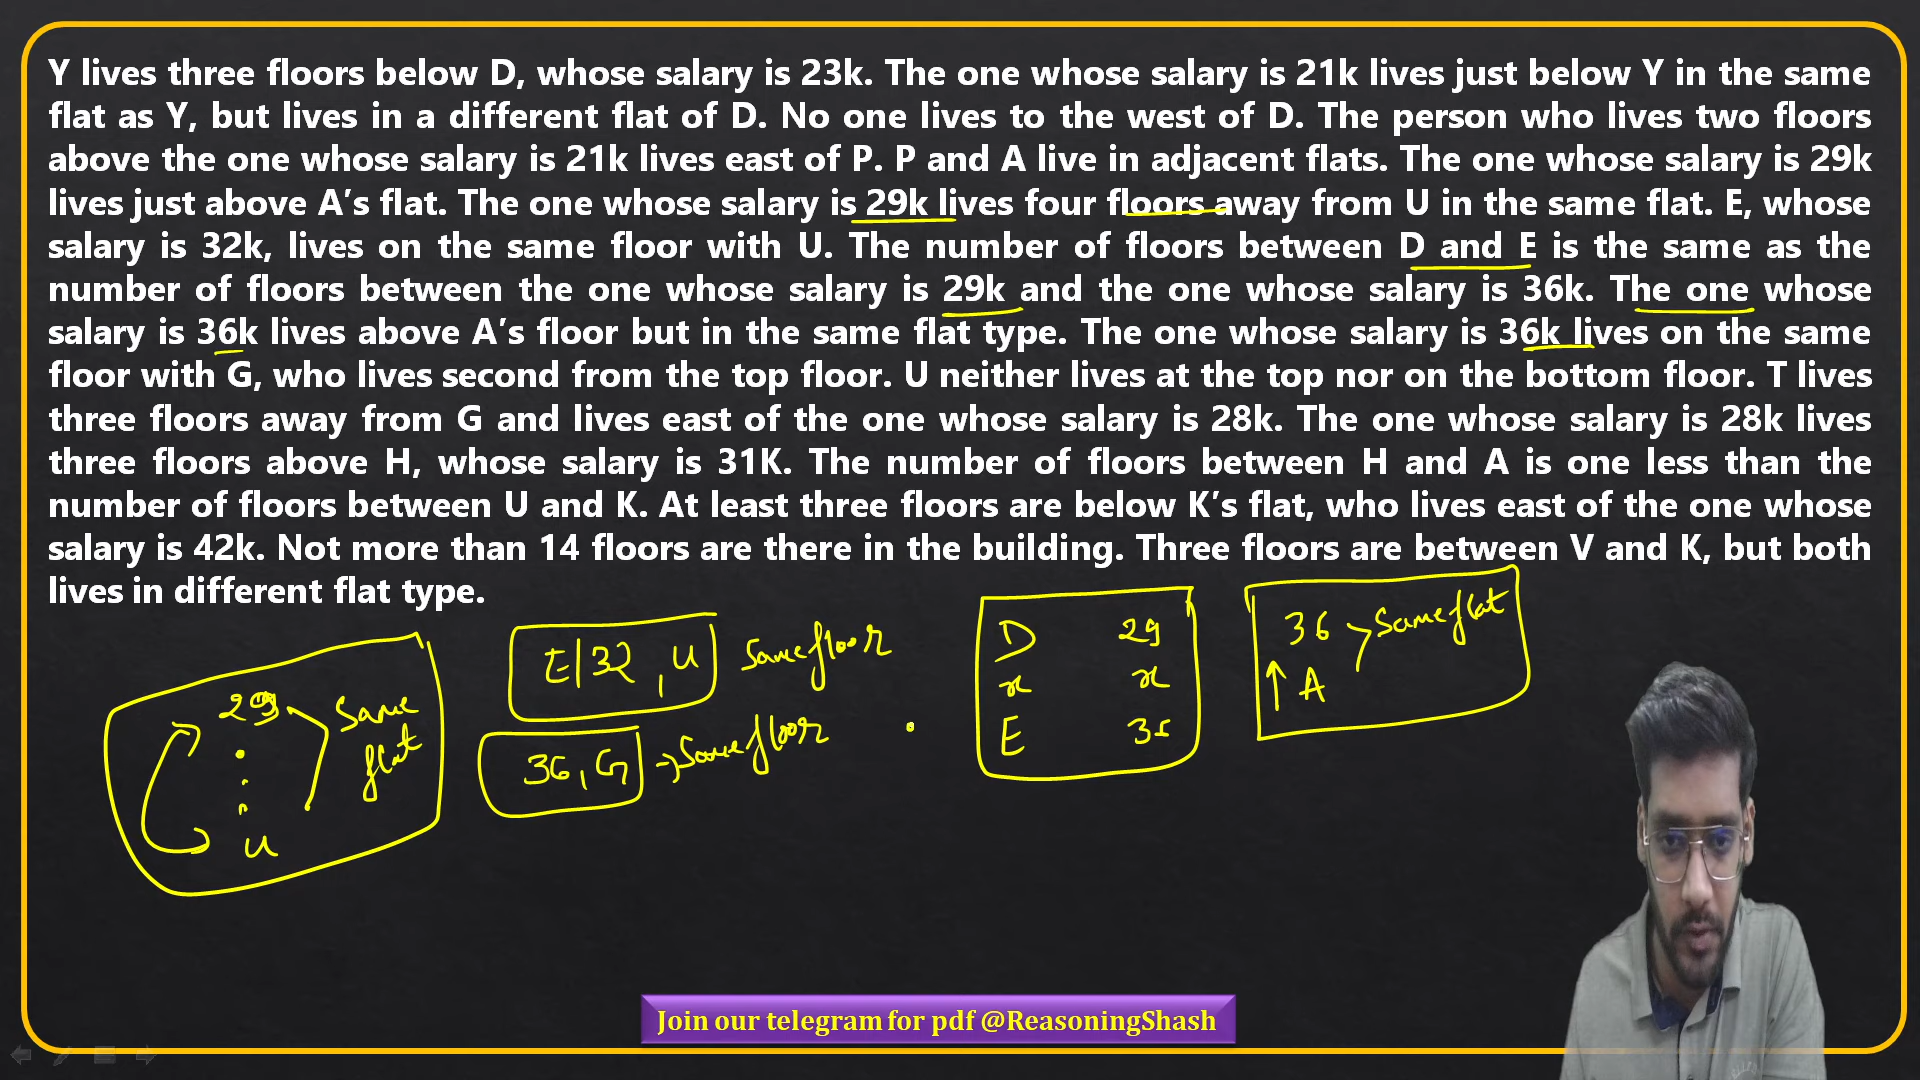 Y lives three floors below D, whose salary is 23k. The one whose salary is 21k lives just below Y in the same
flat as Y, but lives in a different flat of D. No one lives to the west of D. The person who lives two floors
above the one whose salary is 21k lives east of P. P and A live in adjacent flats. The one whose salary is 29k
lives just above A’s flat. The one whose salary is 29k lives four floors away from U in the same flat. E, whose
salary is 32k, lives on the same floor with U. The number of floors between D and E is the same as the
number of floors between the one whose salary is 29k and the one whose salary is 36k. The one whose
salary is 36k lives above A’s floor but in the same flat type. The one whose salary is 36k lives on the same
floor with G, who lives second from the top floor. U neither lives at the top nor on the bottom floor. T lives
three floors away from G and lives east of the one whose salary is 28k. The one whose salary is 28k lives
three floors above H, whose salary is 31K. The number of floors between H and A is one less than the
number of floors between U and K. At least three floors are below K’s flat, who lives east of the one whose
salary is 42k. Not more than 14 floors are there in the building. Three floors are between V and K, but both
lives in different flat type.
29 Same flat
U
E|32, U Same floor
36, G → Same floor
D 29
x x
E
36 Same flat
↑ A
Join our telegram for pdf @ReasoningShash